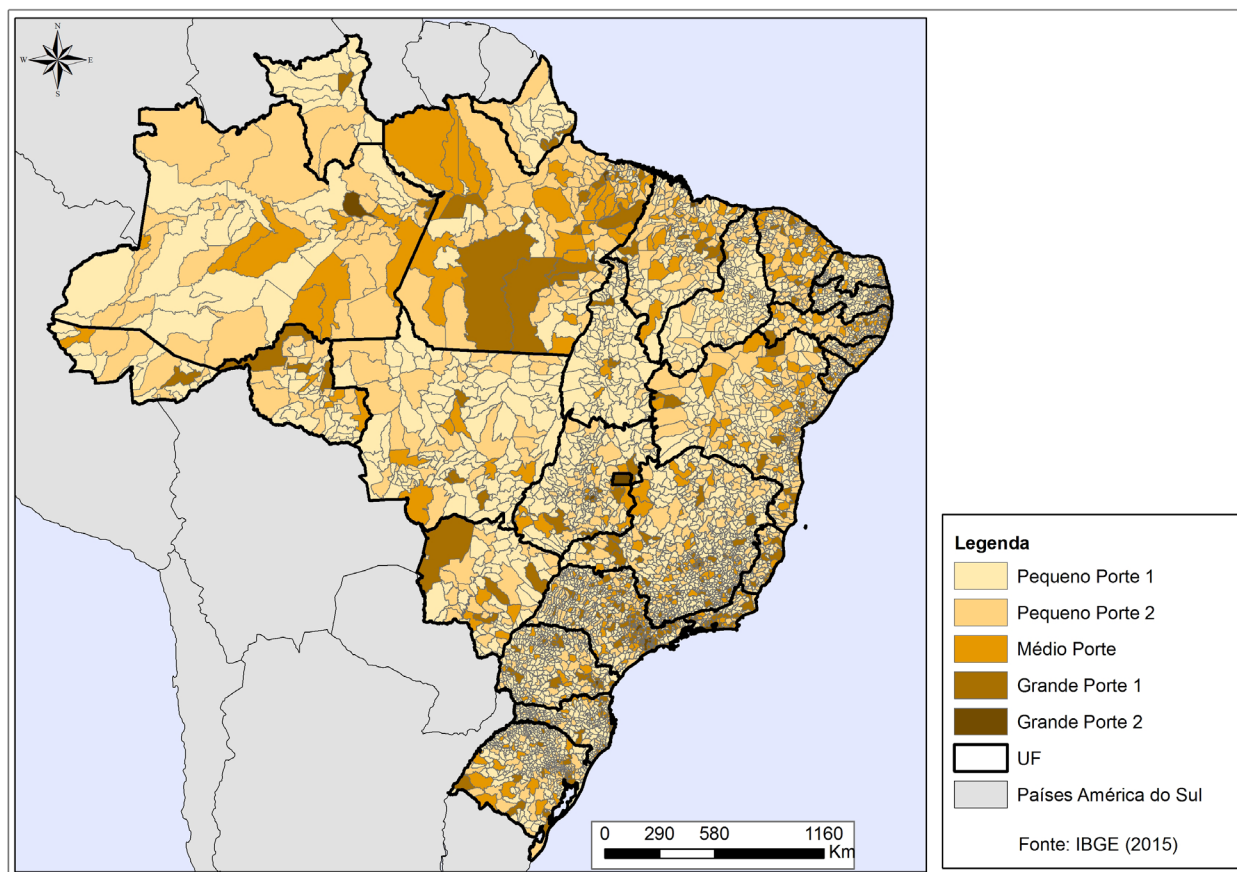 N
W E
S
Legenda
Pequeno Porte 1
Pequeno Porte 2
Médio Porte
Grande Porte 1
Grande Porte 2
UF
Países América do Sul
Fonte: IBGE (2015)
0 290 580 1160
Km